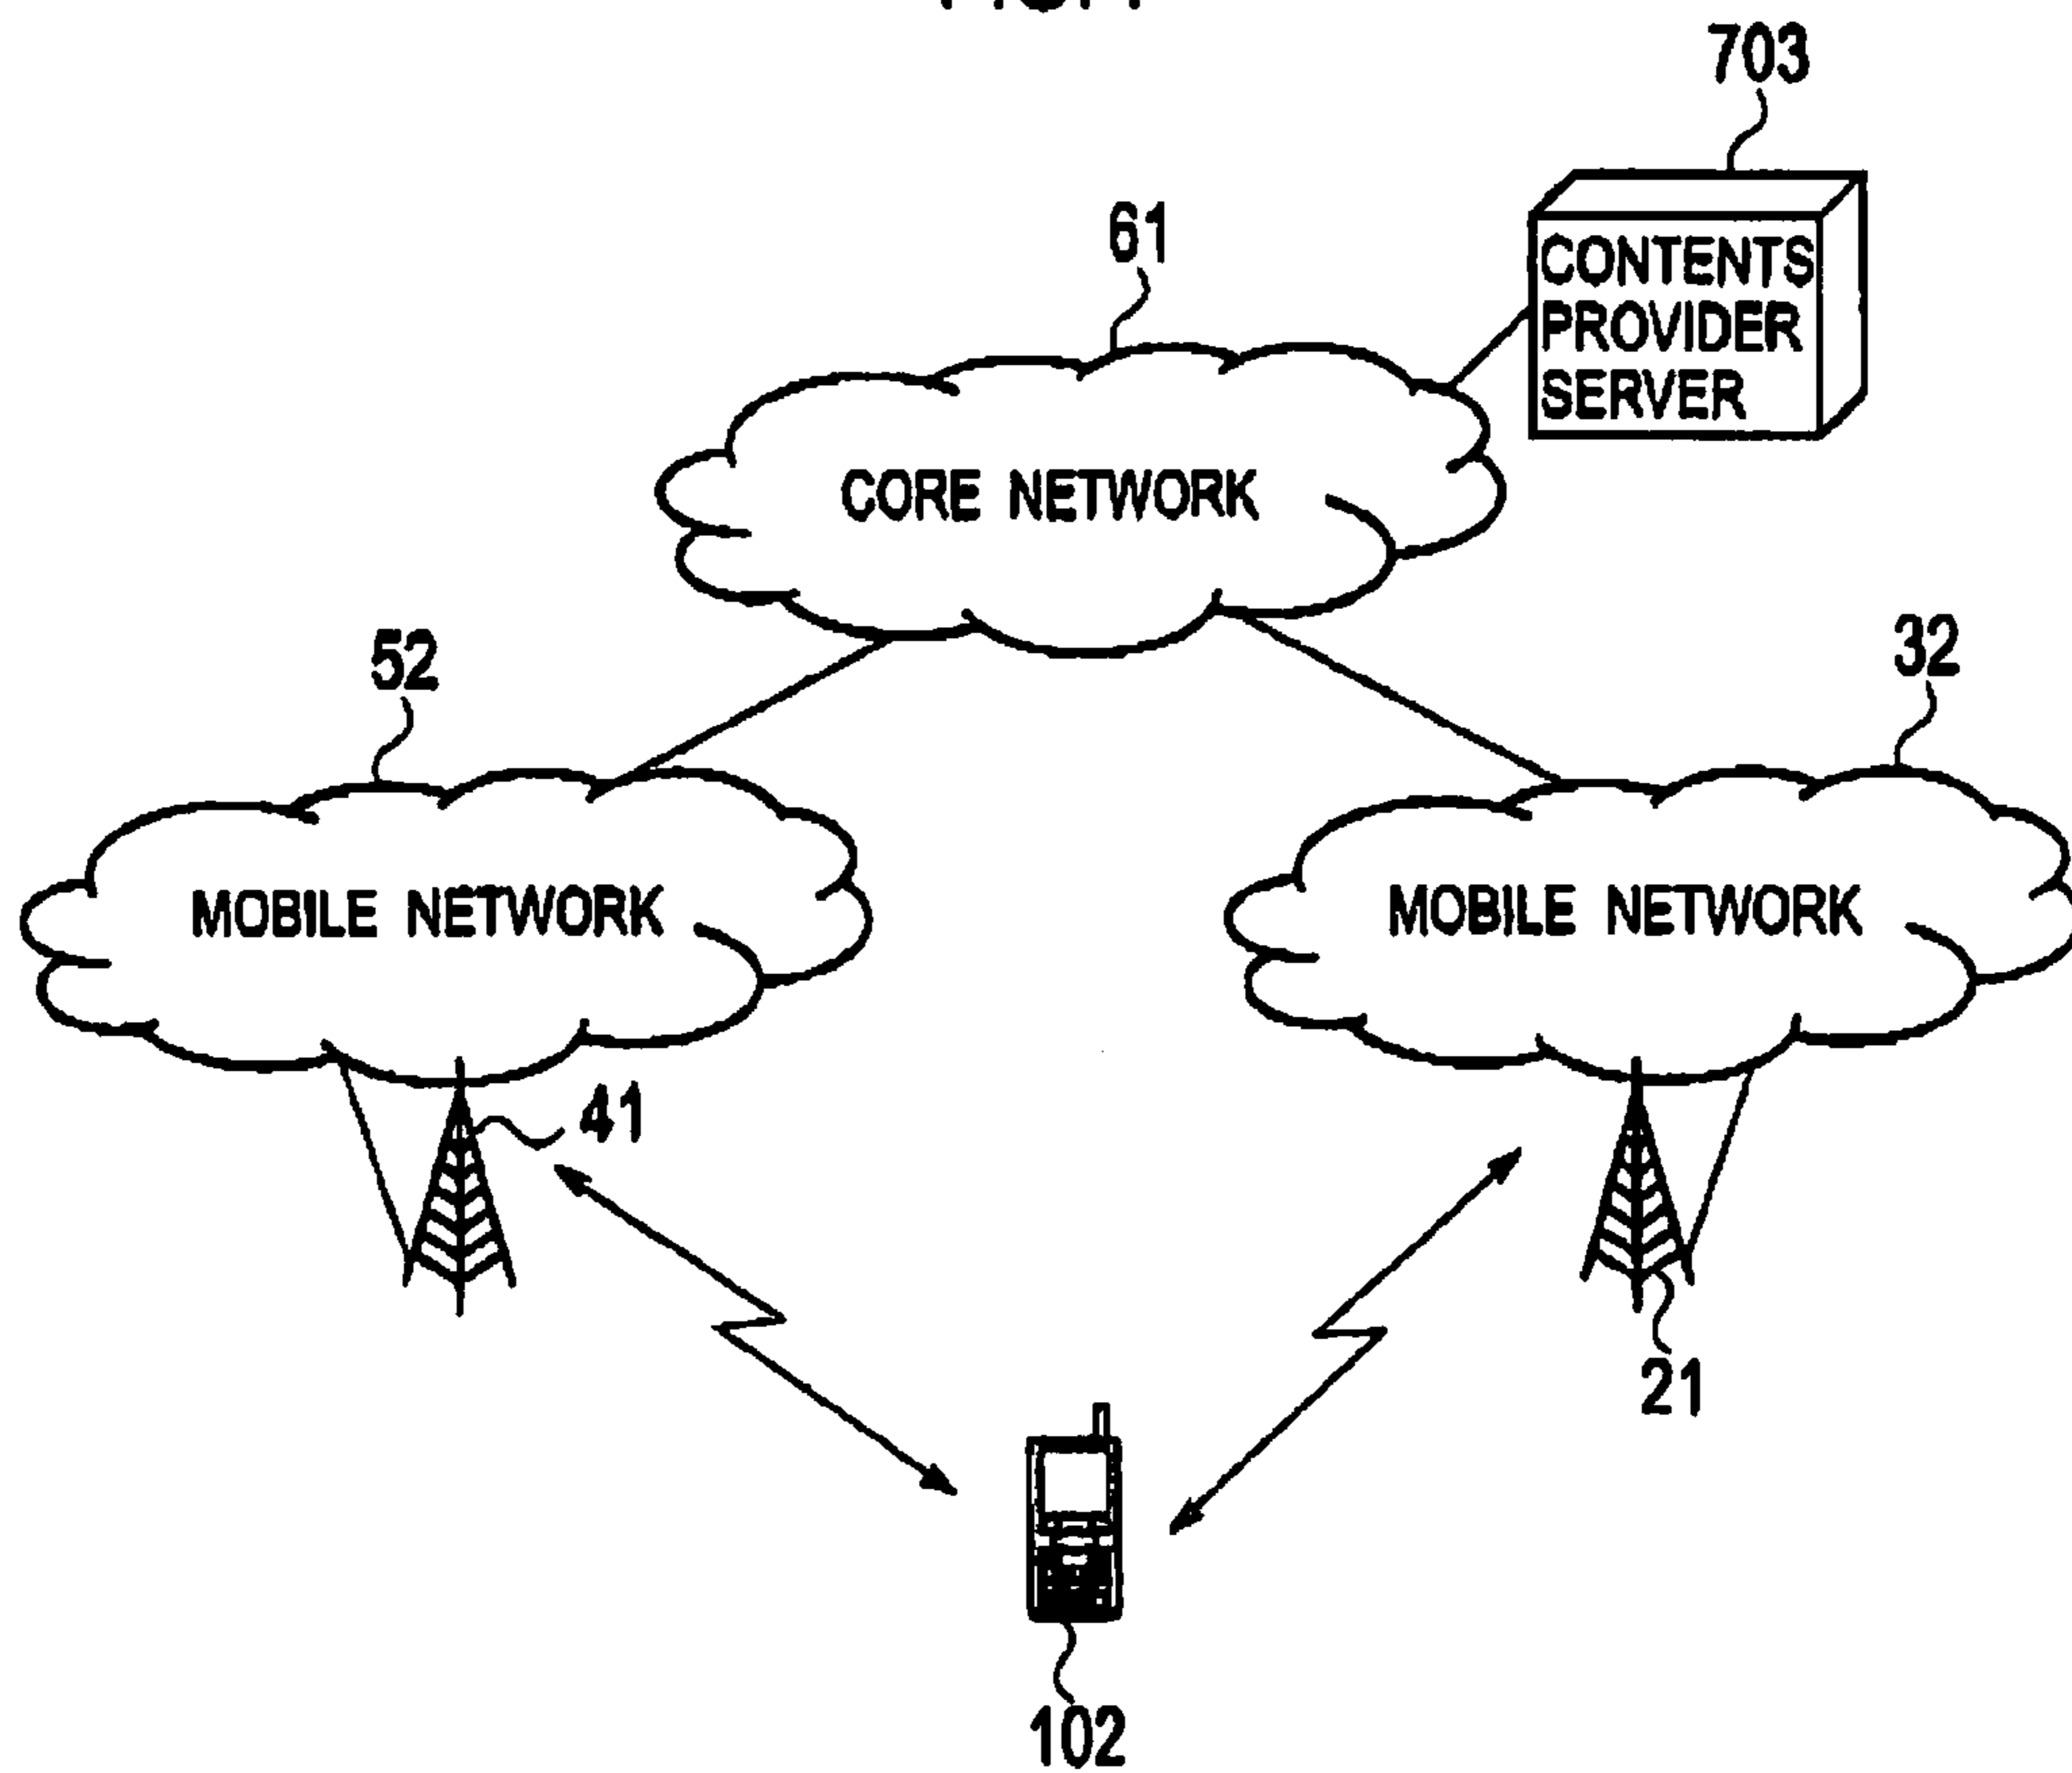 703
61
CONTENTS
PROVIDER
SERVER
CORE NETWORK
52
32
MOBILE NETWORK
MOBILE NETWORK
41
21
102